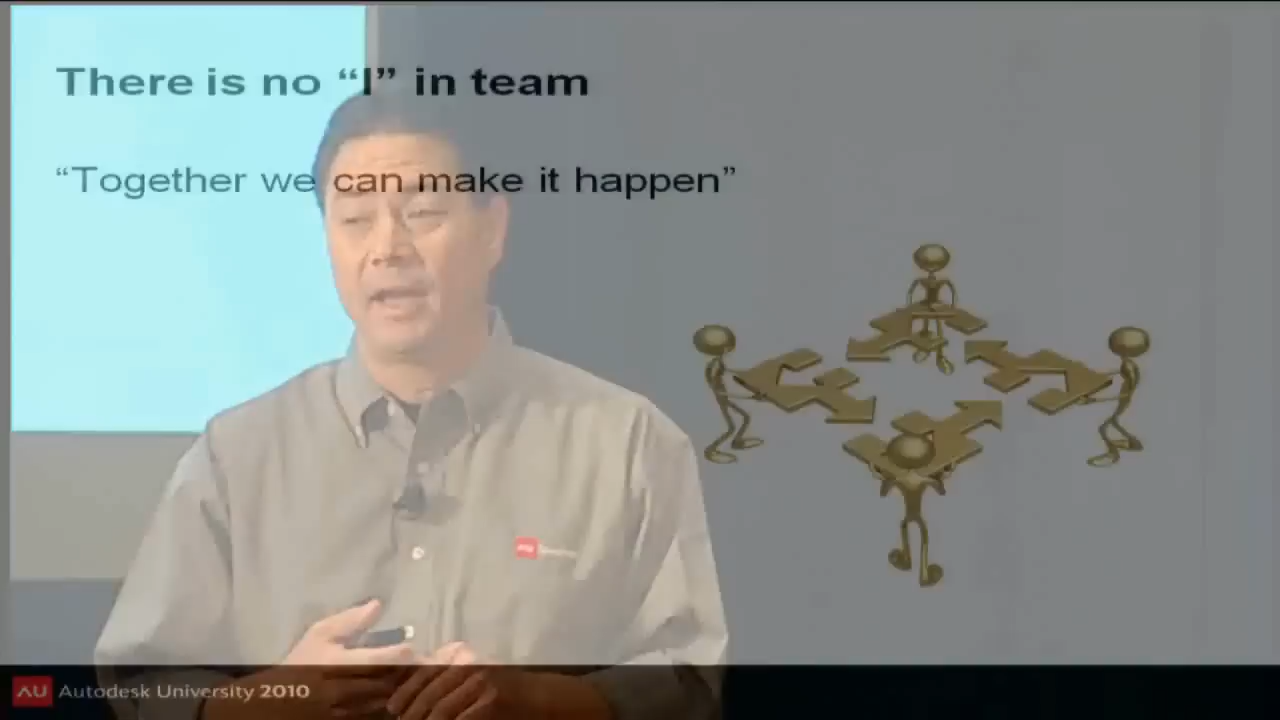 There is no “I” in team
“Together we can make it happen”
AU Autodesk University 2010